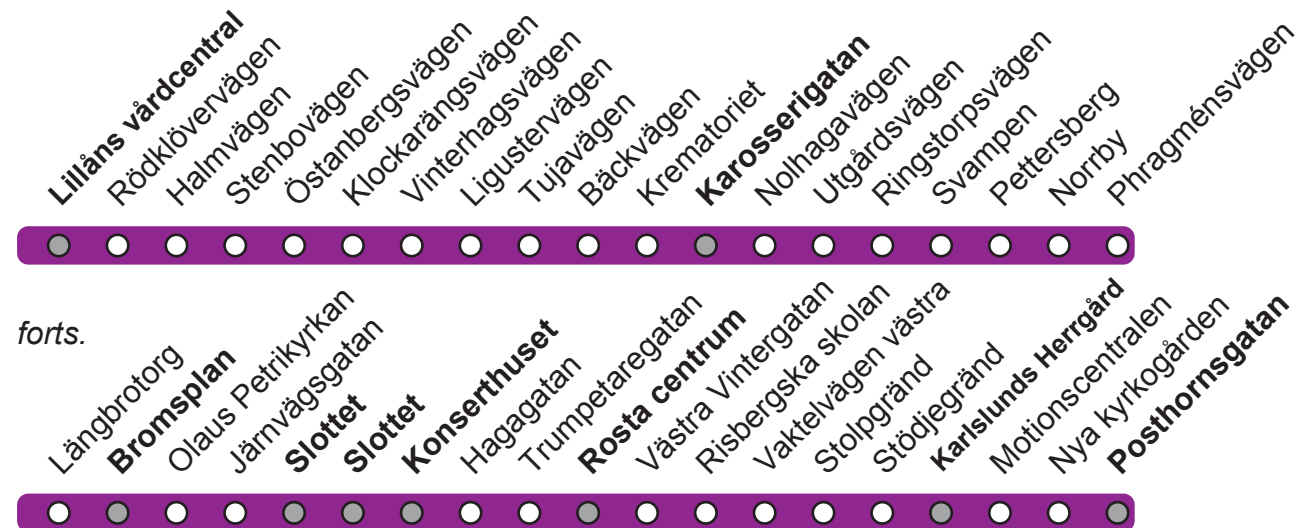 Lillåns vårdcentral
Rödklövervägen
Halmvägen
Stenbovägen
Östanbergsvägen
Klockarängsvägen
Vinterhagsvägen
Ligustervägen
Tujavägen
Bäckvägen
Krematoriet
Karosserigatan
Nolhagavägen
Utgårdsvägen
Ringstorpsvägen
Svampen
Pettersberg
Norrby
Phragménsvägen
forts.
Längbrotorg
Bromsplan
Olaus Petrikyrkan
Järnvägsgatan
Slottet
Slottet
Konserthuset
Hagagatan
Trumpetaregatan
Rosta centrum
Västra Vintergatan
Risbergska skolan
Vaktelvägen västra
Stolpgränd
Stödjegränd
Karlslunds Herrgård
Motionscentralen
Nya kyrkogården
Posthornsgatan